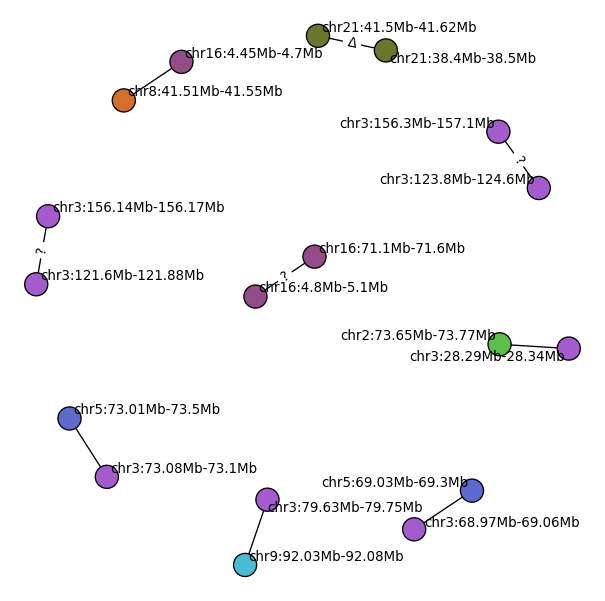 chr21:41.5Mb-41.62Mb
Δ
chr16:4.45Mb-4.7Mb
chr21:38.4Mb-38.5Mb
chr8:41.51Mb-41.55Mb
chr3:156.3Mb-157.1Mb
?
chr3:123.8Mb-124.6Mb
chr3:156.14Mb-156.17Mb
?
chr3:121.6Mb-121.88Mb
chr16:71.1Mb-71.6Mb
?
chr16:4.8Mb-5.1Mb
chr2:73.65Mb-73.77Mb
chr3:28.29Mb-28.34Mb
chr5:73.01Mb-73.5Mb
chr3:73.08Mb-73.1Mb
chr5:69.03Mb-69.3Mb
chr3:79.63Mb-79.75Mb
chr3:68.97Mb-69.06Mb
chr9:92.03Mb-92.08Mb